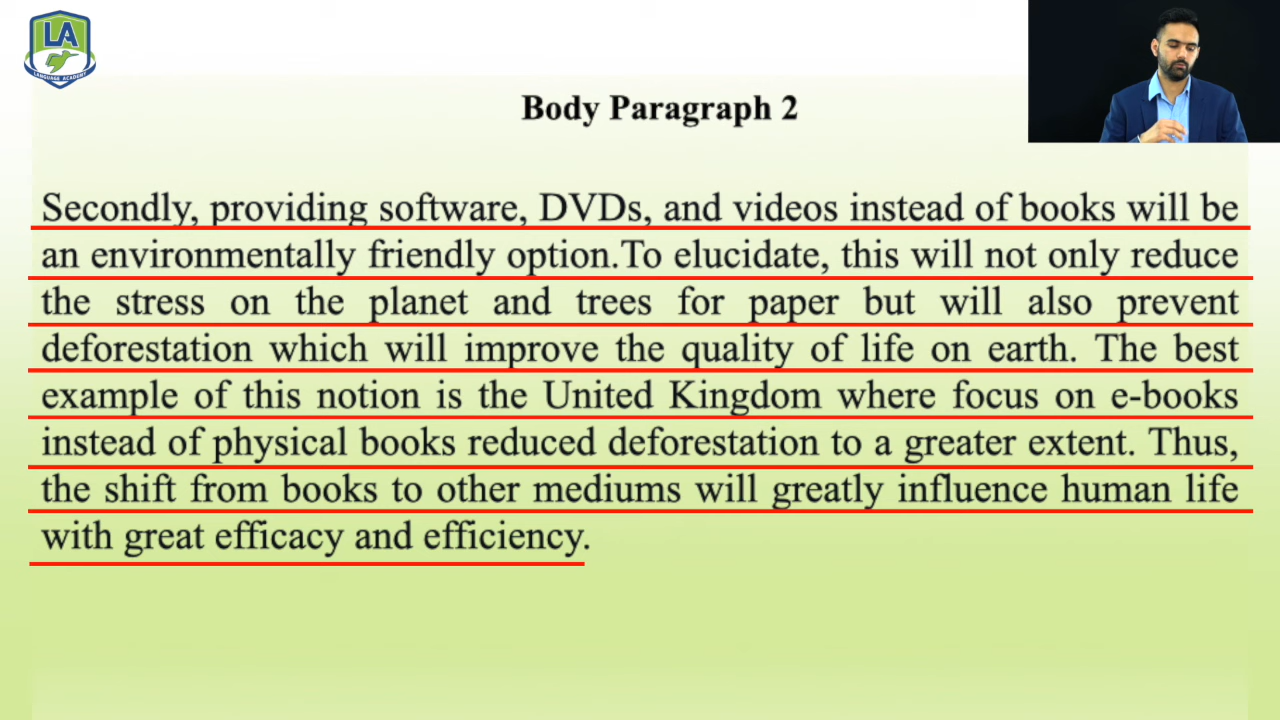 LA
LANGUAGE ACADEMY
Body Paragraph 2
Secondly, providing software, DVDs, and videos instead of books will be
an environmentally friendly option.To elucidate, this will not only reduce
the stress on the planet and trees for paper but will also prevent
deforestation which will improve the quality of life on earth. The best
example of this notion is the United Kingdom where focus on e-books
instead of physical books reduced deforestation to a greater extent. Thus,
the shift from books to other mediums will greatly influence human life
with great efficacy and efficiency.